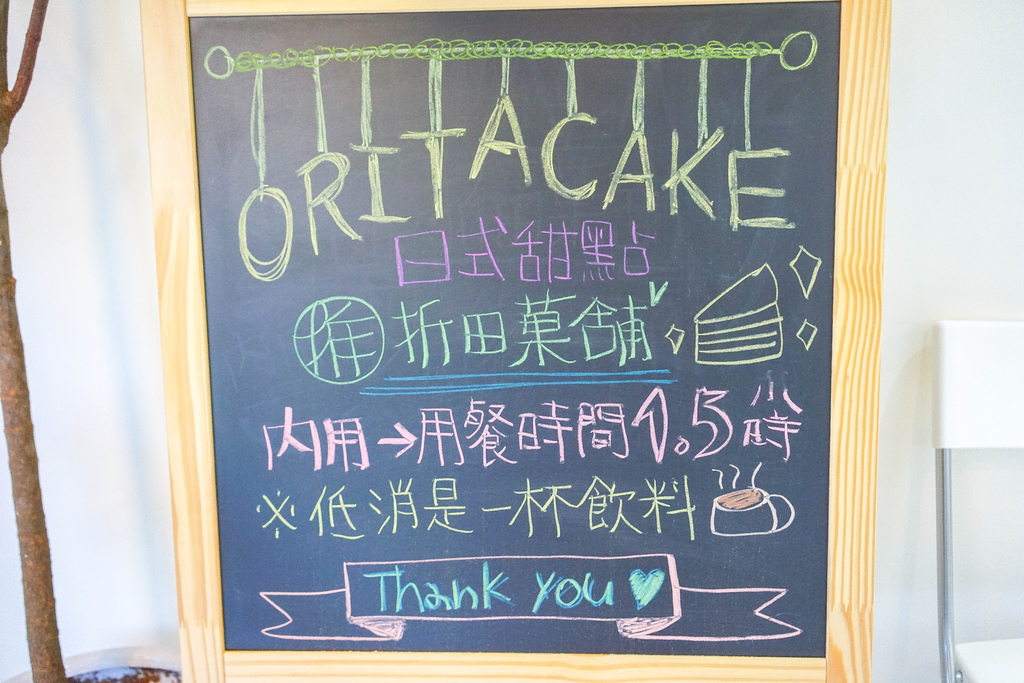 ORITACAKE
日式甜點
推 折田菓舖
內用→用餐時間1.5小時
※低消是一杯飲料
Thank you